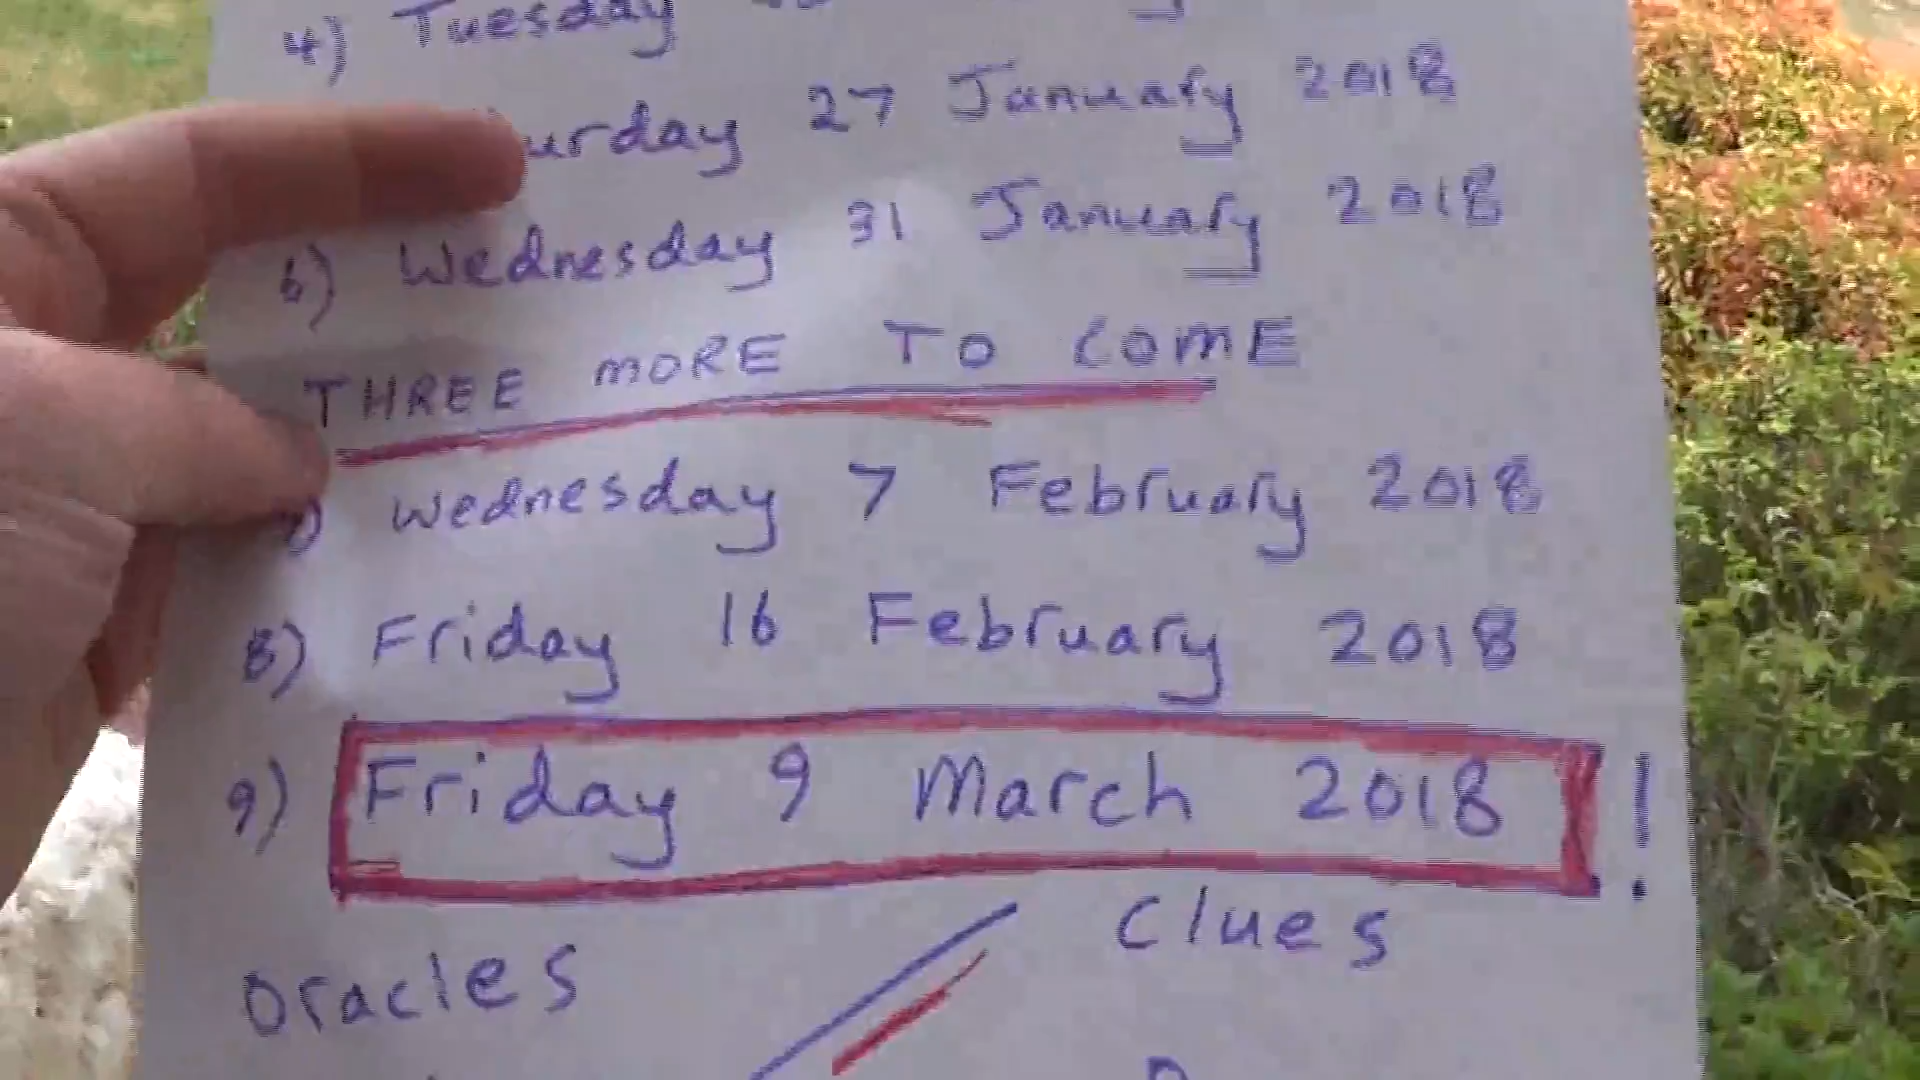 4) Tuesday
urday 27 January 2018
6) Wednesday 31 January 2018
THREE MORE TO COME
7) Wednesday 7 February 2018
8) Friday 16 February 2018
9) Friday 9 March 2018 !
Oracles / Clues